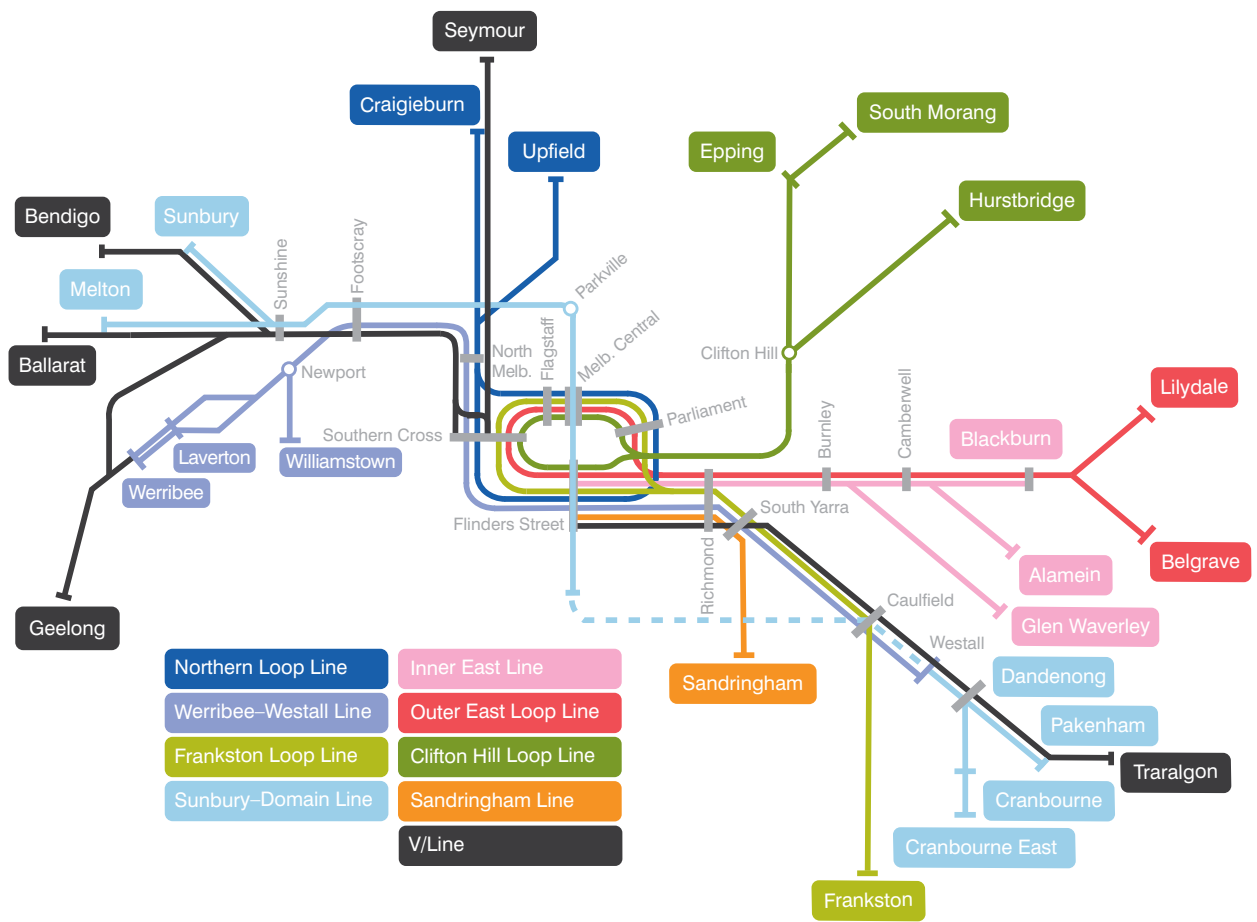 Seymour
Craigieburn
Upfield
South Morang
Epping
Hurstbridge
Bendigo
Sunbury
Melton
Ballarat
Sunshine
Footscray
Parkville
Newport
North
Melb.
Flagstaff
Melb. Central
Clifton Hill
Parliament
Lilydale
Southern Cross
Laverton
Williamstown
Werribee
Burnley
Camberwell
Blackburn
Flinders Street
Richmond
South Yarra
Belgrave
Alamein
Glen Waverley
Geelong
Caulfield
Westall
Sandringham
Dandenong
Pakenham
Traralgon
Cranbourne
Cranbourne East
Frankston
Northern Loop Line
Inner East Line
Werribee–Westall Line
Outer East Loop Line
Frankston Loop Line
Clifton Hill Loop Line
Sunbury–Domain Line
Sandringham Line
V/Line